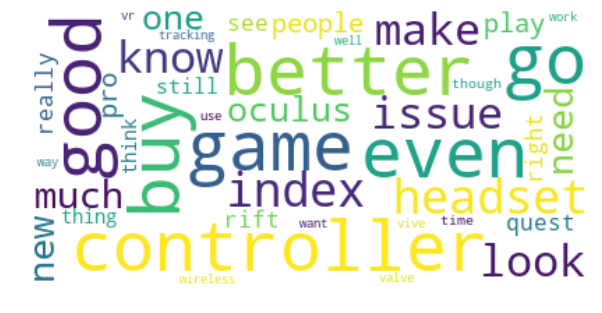 vr one see people make play work
tracking well
good really know better go
pro still though
think buy use oculus issue need
way game even right
much index headset
new thing rift want vive time quest
controller look
wireless valve